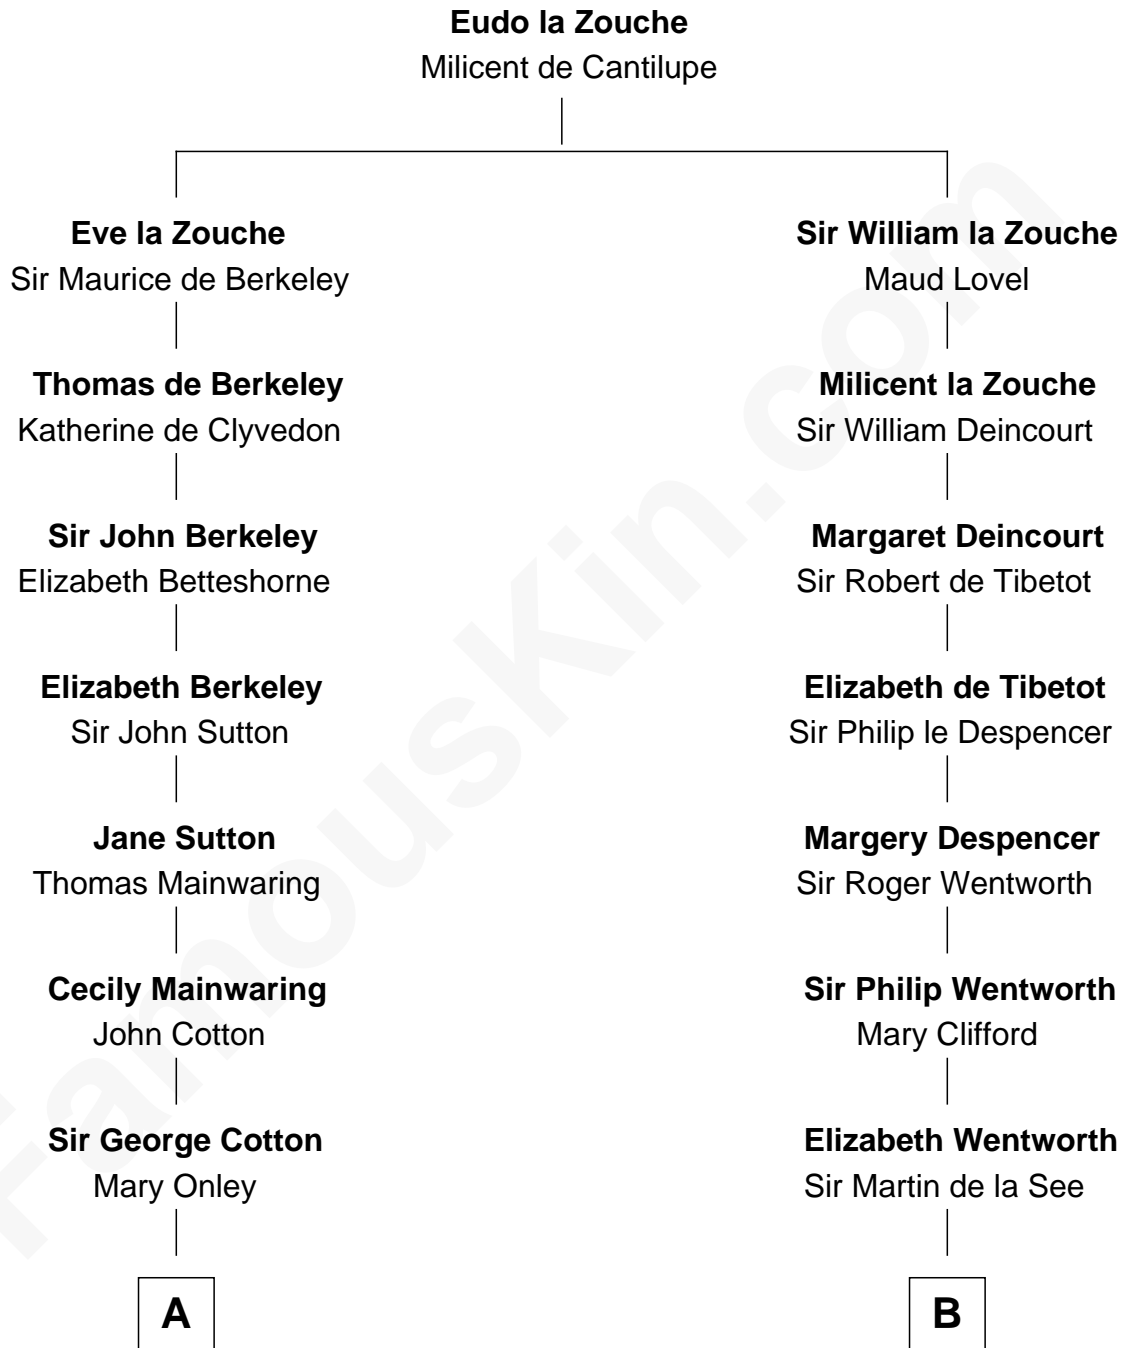 Eudo la Zouche
Milicent de Cantilupe
Eve la Zouche
Sir Maurice de Berkeley
Sir William la Zouche
Maud Lovel
Thomas de Berkeley
Katherine de Clyvedon
Milicent la Zouche
Sir William Deincourt
Sir John Berkeley
Elizabeth Betteshorne
Margaret Deincourt
Sir Robert de Tibetot
Elizabeth Berkeley
Sir John Sutton
Elizabeth de Tibetot
Sir Philip le Despencer
Jane Sutton
Thomas Mainwaring
Margery Despencer
Sir Roger Wentworth
Cecily Mainwaring
John Cotton
Sir Philip Wentworth
Mary Clifford
Sir George Cotton
Mary Onley
Elizabeth Wentworth
Sir Martin de la See
A
B
FamousKin.com